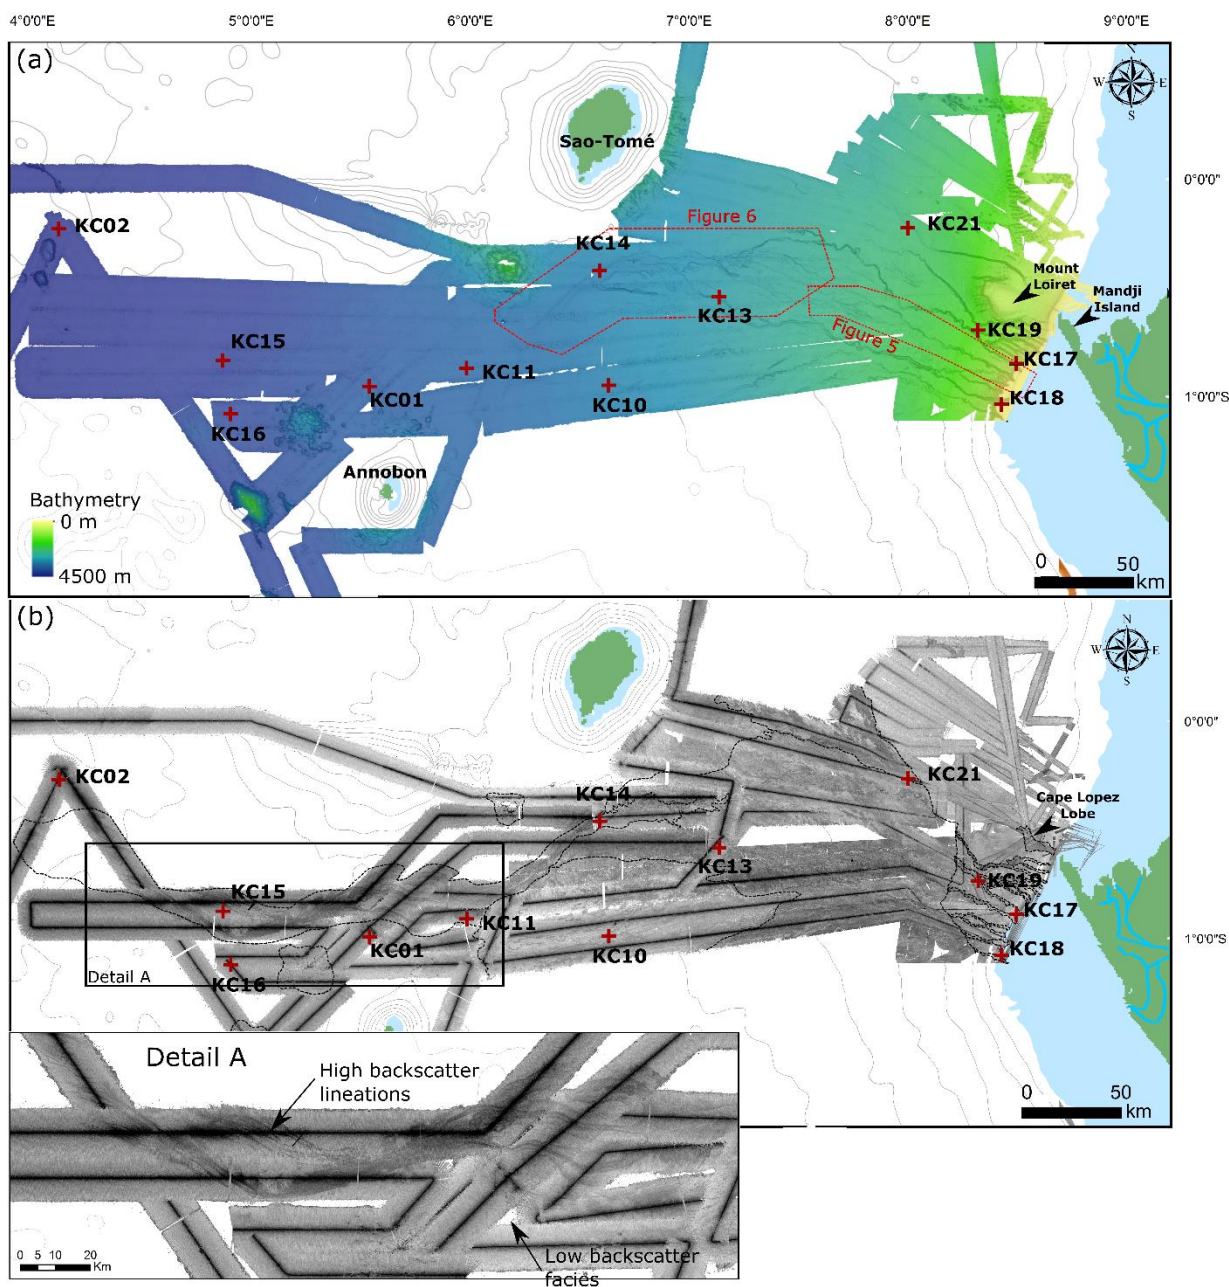 4°0'0"E 5°0'0"E 6°0'0"E 7°0'0"E 8°0'0"E 9°0'0"E
(a)
N
W E
S
Sao-Tomé
0°0'0"
KC02
Figure 6
KC14
KC21
Mount
Loiret
Mandji
Island
KC13
KC19
Figure 5
KC15
KC11
KC17
KC01
KC10
1°0'0"S
KC18
KC16
Annobon
Bathymetry
0 m
4500 m
0 50
km
(b)
N
W E
S
0°0'0"
KC02
KC21
KC14
Cape Lopez
Lobe
KC13
KC19
KC15
KC11
KC17
KC01
KC10
1°0'0"S
KC18
Detail A
KC16
Detail A
High backscatter
lineations
0 50
km
Low backscatter
facies
0 5 10 20
Km